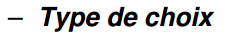 – Type de choix